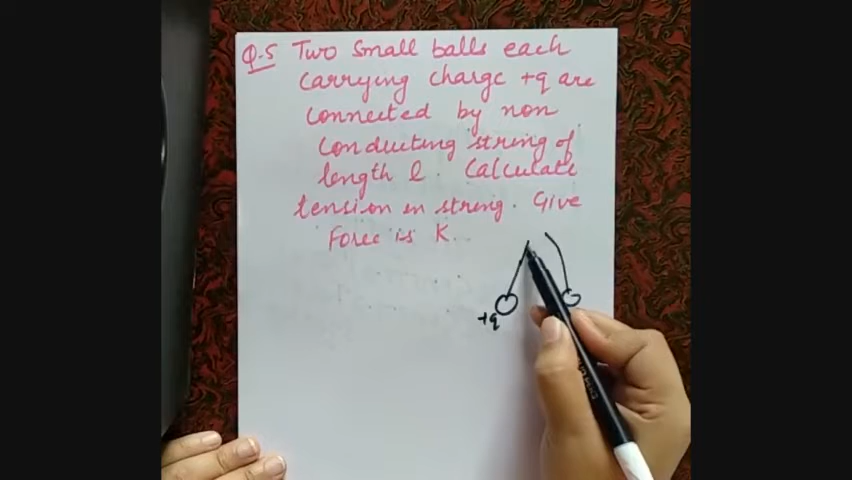 Q.5 Two small balls each
carrying charge +q are
connected by non
conducting string of
length l. Calculate
tension in string. Give
Force is K.
+q